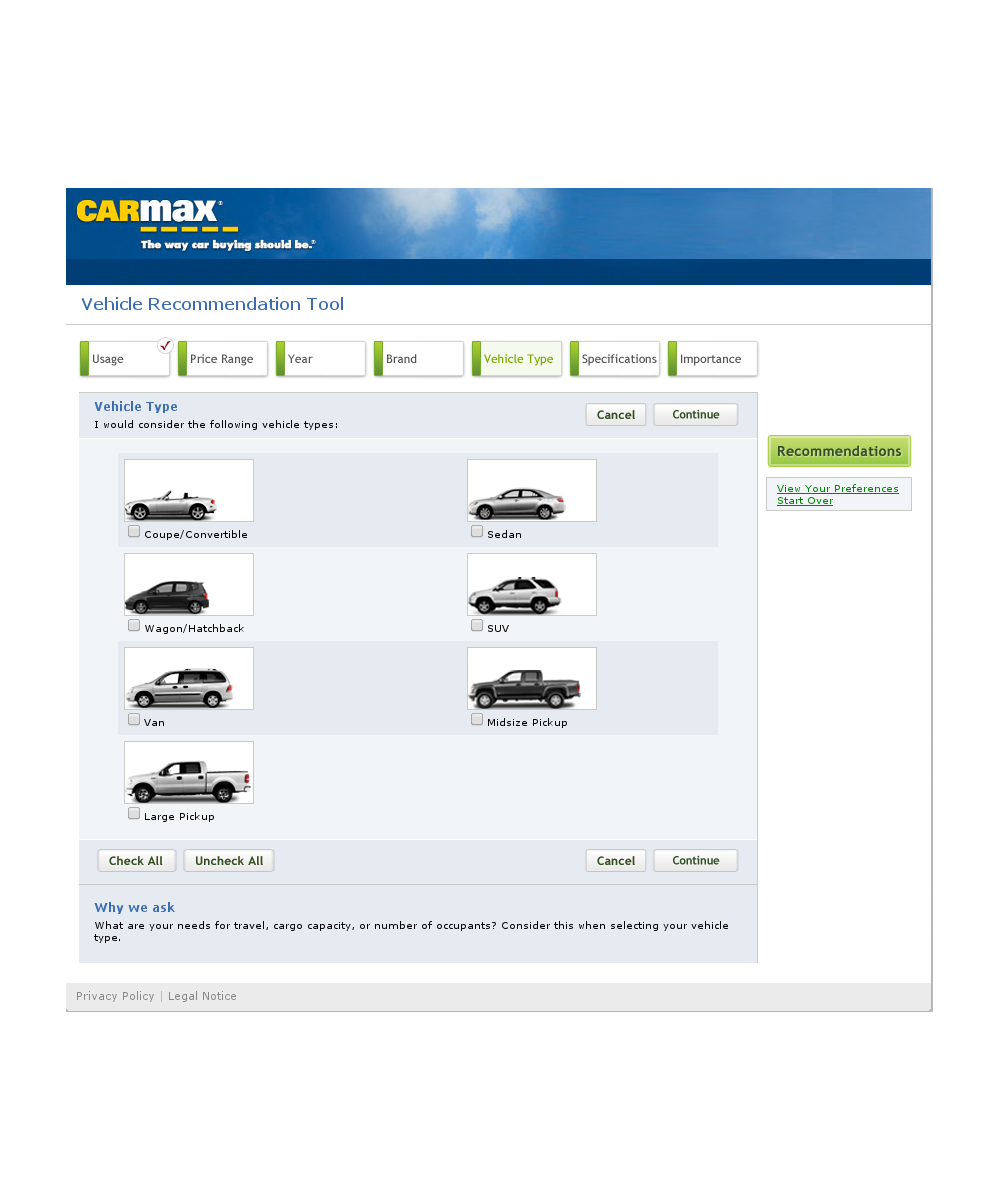 CARMAX®
The way car buying should be.®
Vehicle Recommendation Tool
Usage
Price Range
Year
Brand
Vehicle Type
Specifications
Importance
Vehicle Type
I would consider the following vehicle types:
Cancel
Continue
Recommendations
View Your Preferences
Start Over
Coupe/Convertible
Sedan
Wagon/Hatchback
SUV
Van
Midsize Pickup
Large Pickup
Check All
Uncheck All
Cancel
Continue
Why we ask
What are your needs for travel, cargo capacity, or number of occupants? Consider this when selecting your vehicle
type.
Privacy Policy | Legal Notice